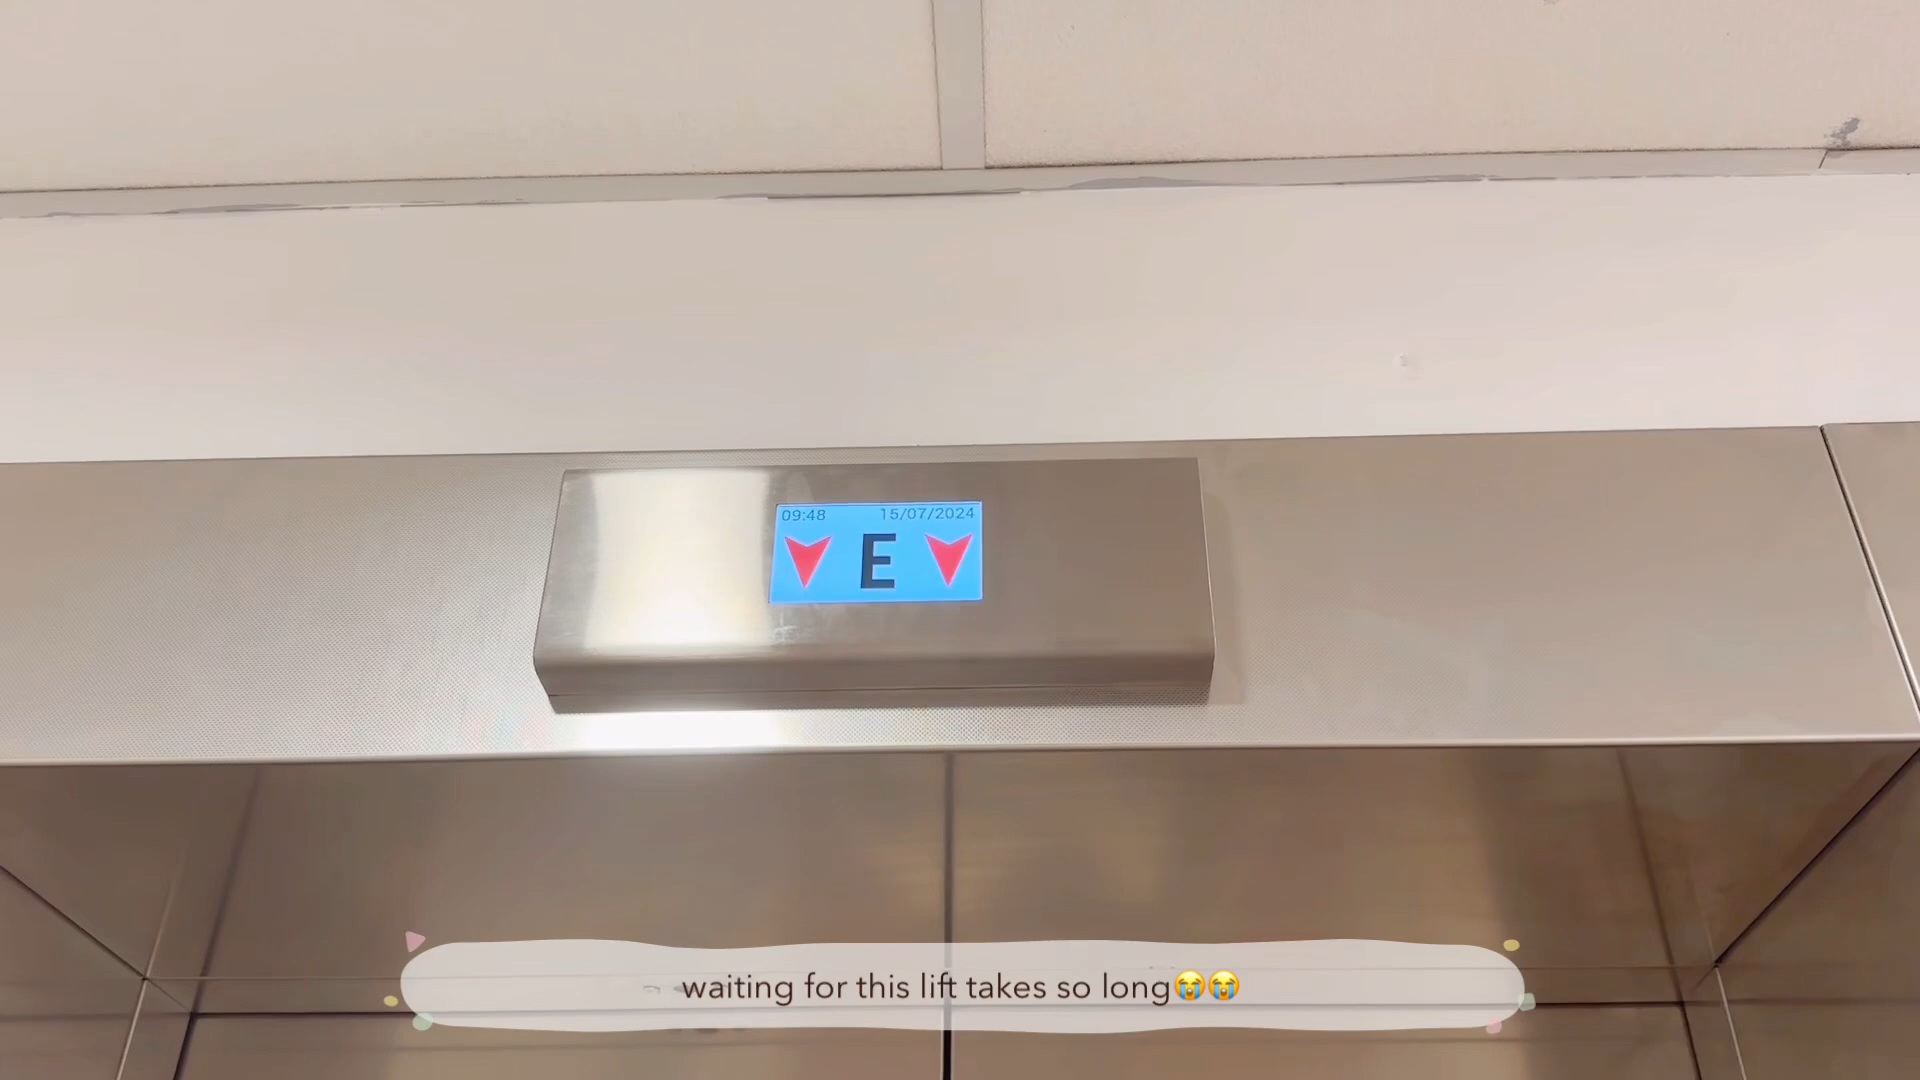 09:48 15/07/2024
E
waiting for this lift takes so long😭😭